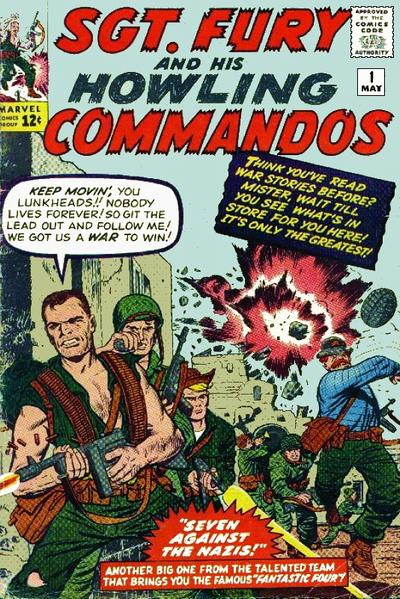 SGT. FURY
AND HIS
HOWLING
COMMANDOS
APPROVED
BY THE
COMICS
CODE
AUTHORITY
1
MAY
MARVEL
COMICS
GROUP 12¢
KEEP MOVIN', YOU
LUNKHEADS!! NOBODY
LIVES FOREVER! SO GIT THE
LEAD OUT AND FOLLOW ME!
WE GOT US A WAR TO WIN!
THINK YOU'VE READ
WAR STORIES BEFORE?
MISTER, WAIT TILL
YOU SEE WHAT'S IN
STORE FOR YOU HERE!
IT'S ONLY THE GREATEST!
"SEVEN
AGAINST
THE NAZIS!"
ANOTHER BIG ONE FROM THE TALENTED TEAM
THAT BRINGS YOU THE FAMOUS "FANTASTIC FOUR"!